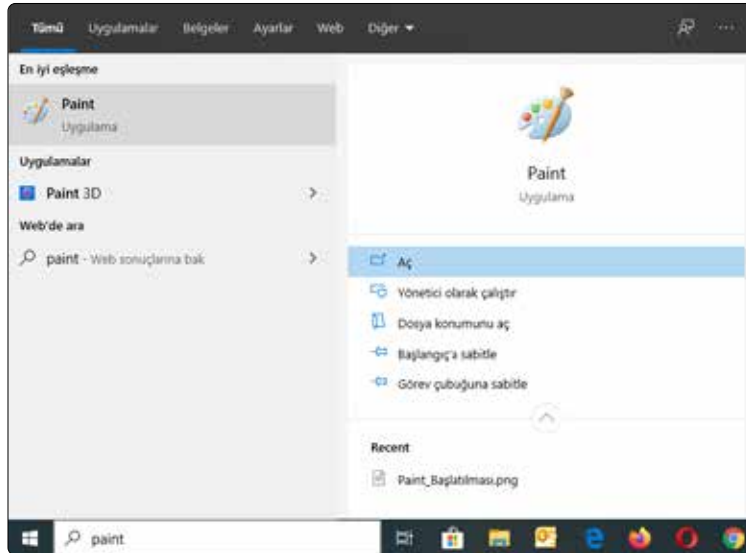 Tümü Uygulamalar Belgeler Ayarlar Web Diğer
En iyi eşleşme
Paint
Uygulama
Uygulamalar
Paint 3D
Web'de ara
paint - Web sonuçlarına bak
Paint
Uygulama
Aç
Yönetici olarak çalıştır
Dosya konumunu aç
Başlangıç'a sabitle
Görev çubuğuna sabitle
Recent
Paint_Başlatılması.png
paint